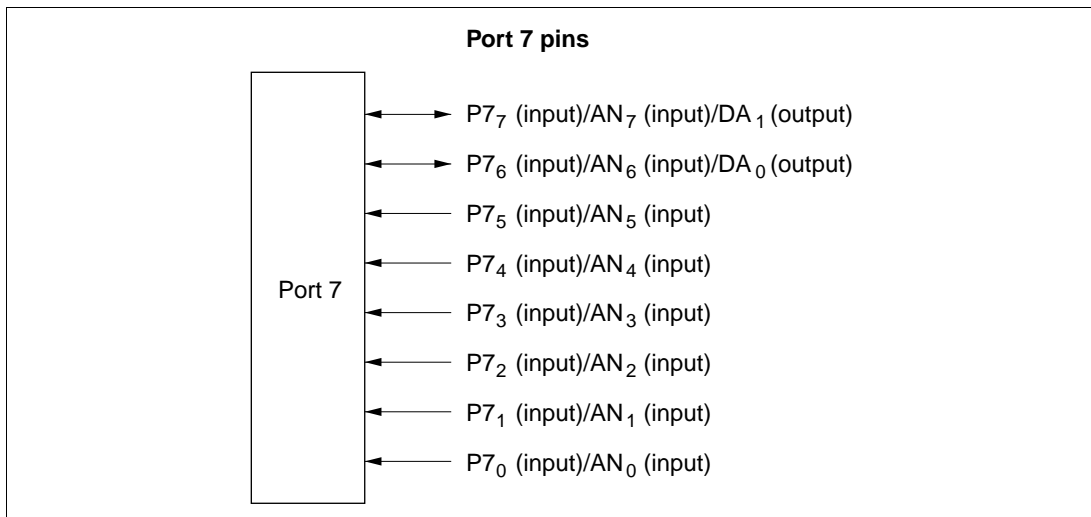 Port 7 pins
P7₇ (input)/AN₇ (input)/DA₁ (output)
P7₆ (input)/AN₆ (input)/DA₀ (output)
P7₅ (input)/AN₅ (input)
P7₄ (input)/AN₄ (input)
Port 7
P7₃ (input)/AN₃ (input)
P7₂ (input)/AN₂ (input)
P7₁ (input)/AN₁ (input)
P7₀ (input)/AN₀ (input)